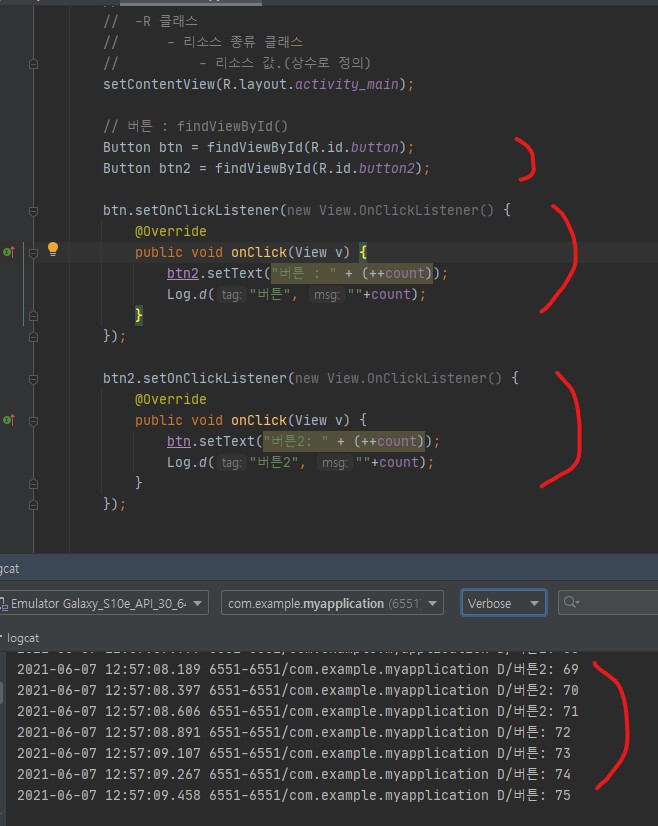 // -R 클래스
// - 리소스 종류 클래스
// - 리소스 값.(상수로 정의)
setContentView(R.layout.activity_main);
// 버튼 : findViewById()
Button btn = findViewById(R.id.button);
Button btn2 = findViewById(R.id.button2);
btn.setOnClickListener(new View.OnClickListener() {
@Override
public void onClick(View v) {
btn2.setText("버튼 : " + (++count));
Log.d( tag: "버튼", msg: ""+count);
}
});
btn2.setOnClickListener(new View.OnClickListener() {
@Override
public void onClick(View v) {
btn.setText("버튼2: " + (++count));
Log.d( tag: "버튼2", msg: ""+count);
}
});
gcat
Emulator Galaxy_S10e_API_30_64 com.example.myapplication (6551) Verbose
logcat
2021-06-07 12:57:08.189 6551-6551/com.example.myapplication D/버튼2: 69
2021-06-07 12:57:08.397 6551-6551/com.example.myapplication D/버튼2: 70
2021-06-07 12:57:08.606 6551-6551/com.example.myapplication D/버튼2: 71
2021-06-07 12:57:08.891 6551-6551/com.example.myapplication D/버튼: 72
2021-06-07 12:57:09.107 6551-6551/com.example.myapplication D/버튼: 73
2021-06-07 12:57:09.267 6551-6551/com.example.myapplication D/버튼: 74
2021-06-07 12:57:09.458 6551-6551/com.example.myapplication D/버튼: 75